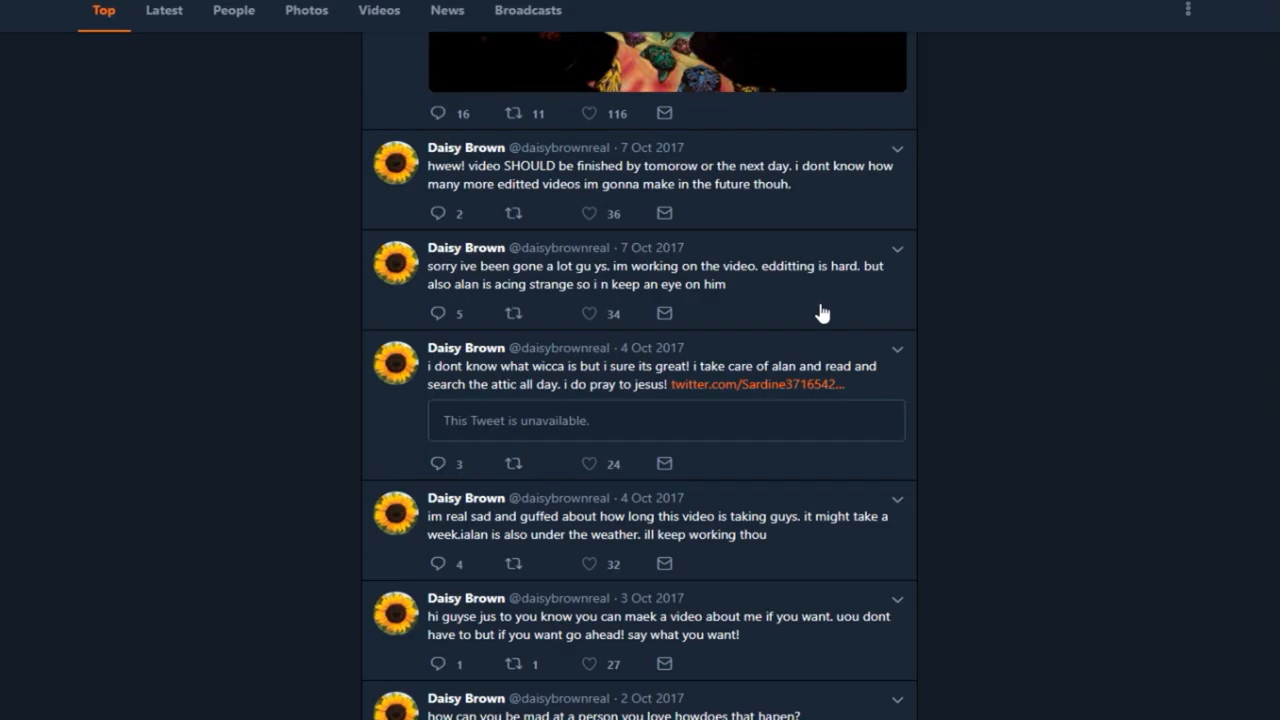 Top Latest People Photos Videos News Broadcasts
16 11 116
Daisy Brown @daisybrownreal · 7 Oct 2017
hwew! video SHOULD be finished by tomorow or the next day. i dont know how
many more editted videos im gonna make in the future thouh.
2 36
Daisy Brown @daisybrownreal · 7 Oct 2017
sorry ive been gone a lot gu ys. im working on the video. edditting is hard. but
also alan is acing strange so i n keep an eye on him
5 34
Daisy Brown @daisybrownreal · 4 Oct 2017
i dont know what wicca is but i sure its great! i take care of alan and read and
search the attic all day. i do pray to jesus! twitter.com/Sardine3716542...
This Tweet is unavailable.
3 24
Daisy Brown @daisybrownreal · 4 Oct 2017
im real sad and guffed about how long this video is taking guys. it might take a
week.ialan is also under the weather. ill keep working thou
4 32
Daisy Brown @daisybrownreal · 3 Oct 2017
hi guyse jus to you know you can maek a video about me if you want. uou dont
have to but if you want go ahead! say what you want!
1 1 27
Daisy Brown @daisybrownreal · 2 Oct 2017
how can you be mad at a person you love howdoes that hapen?